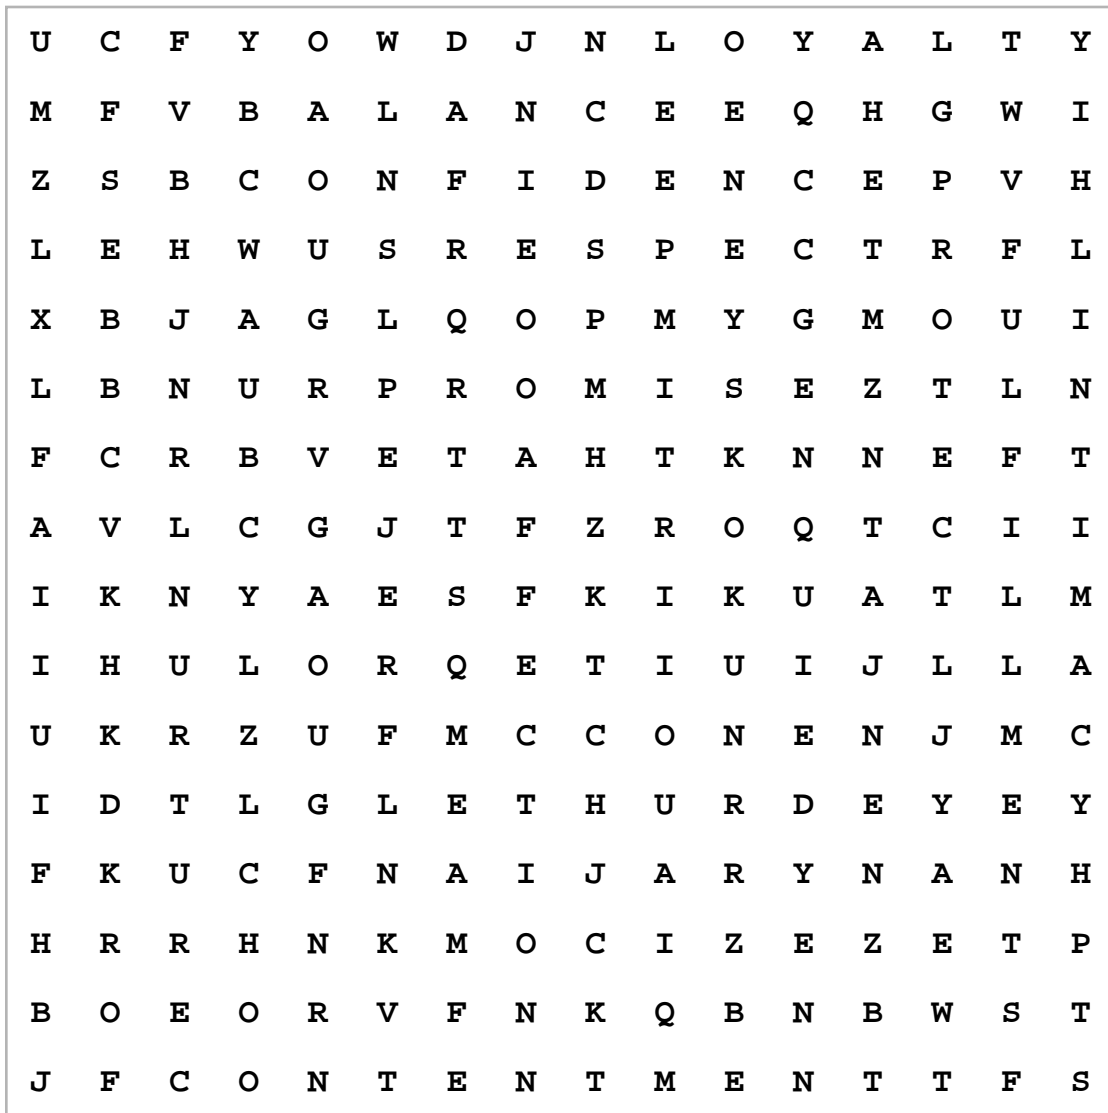 U C F Y O W D J N L O Y A L T Y
M F V B A L A N C E E Q H G W I
Z S B C O N F I D E N C E P V H
L E H W U S R E S P E C T R F L
X B J A G L Q O P M Y G M O U I
L B N U R P R O M I S E Z T L N
F C R B V E T A H T K N N E F T
A V L C G J T F Z R O Q T C I I
I K N Y A E S F K I K U A T L M
I H U L O R Q E T I U I J L L A
U K R Z U F M C C O N E N J M C
I D T L G L E T H U R D E Y E Y
F K U C F N A I J A R Y N A N H
H R R H N K M O C I Z E Z E T P
B O E O R V F N K Q B N B W S T
J F C O N T E N T M E N T T F S